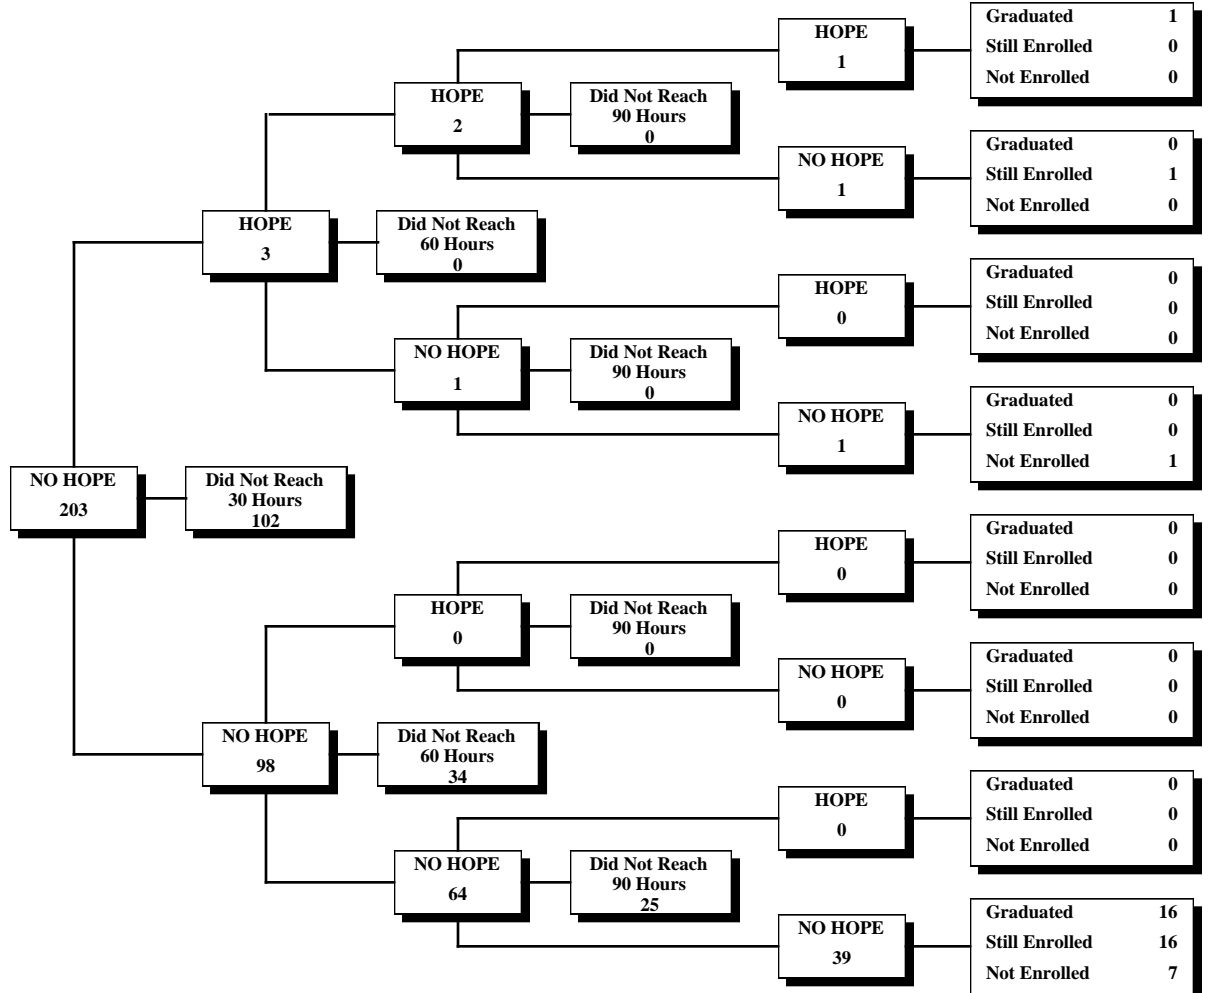 HOPE
1
Graduated 1
Still Enrolled 0
Not Enrolled 0
HOPE
2
Did Not Reach
90 Hours
0
NO HOPE
1
Graduated 0
Still Enrolled 1
Not Enrolled 0
HOPE
3
Did Not Reach
60 Hours
0
HOPE
0
Graduated 0
Still Enrolled 0
Not Enrolled 0
NO HOPE
1
Did Not Reach
90 Hours
0
NO HOPE
1
Graduated 0
Still Enrolled 0
Not Enrolled 1
NO HOPE
203
Did Not Reach
30 Hours
102
HOPE
0
Graduated 0
Still Enrolled 0
Not Enrolled 0
HOPE
0
Did Not Reach
90 Hours
0
NO HOPE
0
Graduated 0
Still Enrolled 0
Not Enrolled 0
NO HOPE
98
Did Not Reach
60 Hours
34
HOPE
0
Graduated 0
Still Enrolled 0
Not Enrolled 0
NO HOPE
64
Did Not Reach
90 Hours
25
NO HOPE
39
Graduated 16
Still Enrolled 16
Not Enrolled 7